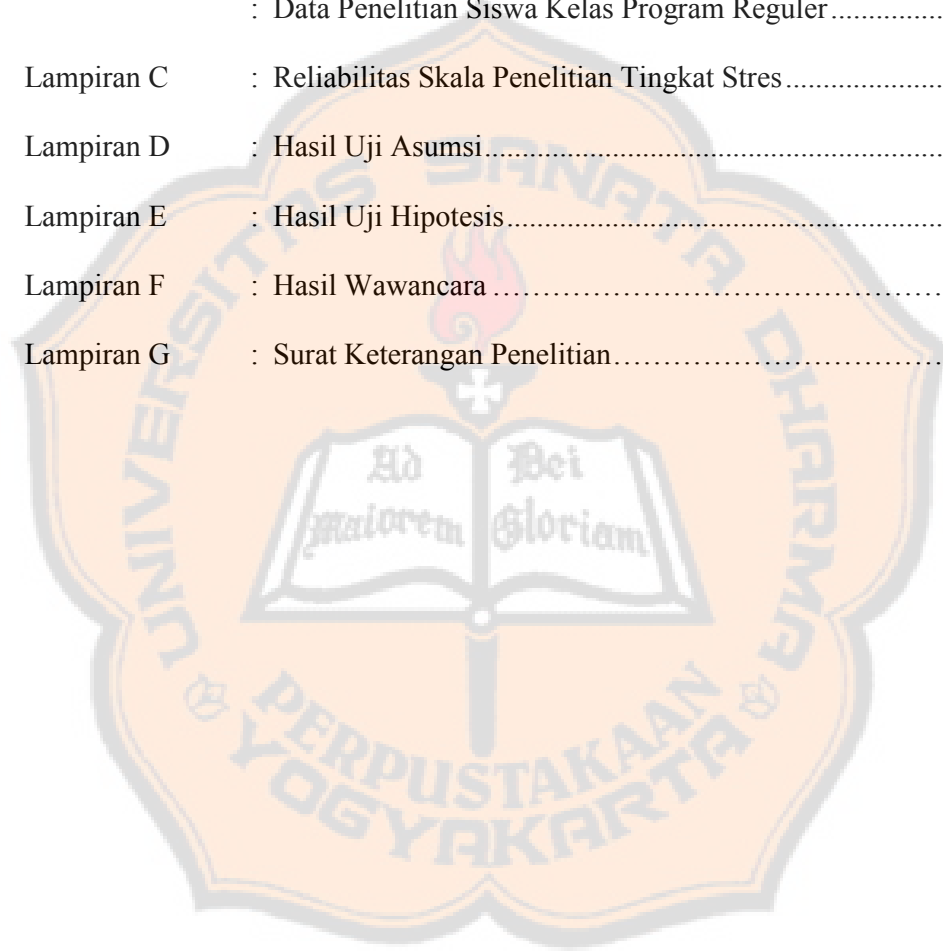 : Data Penelitian Siswa Kelas Program Reguler...............
Lampiran C : Reliabilitas Skala Penelitian Tingkat Stres....................
Lampiran D : Hasil Uji Asumsi..........................................................
Lampiran E : Hasil Uji Hipotesis.......................................................
Lampiran F : Hasil Wawancara ................................................
Lampiran G : Surat Keterangan Penelitian..................................
UNIVERSITAS SANATA DHARMA
Ad Dei
maiorem Gloriam
PERPUSTAKAAN
YOGYAKARTA